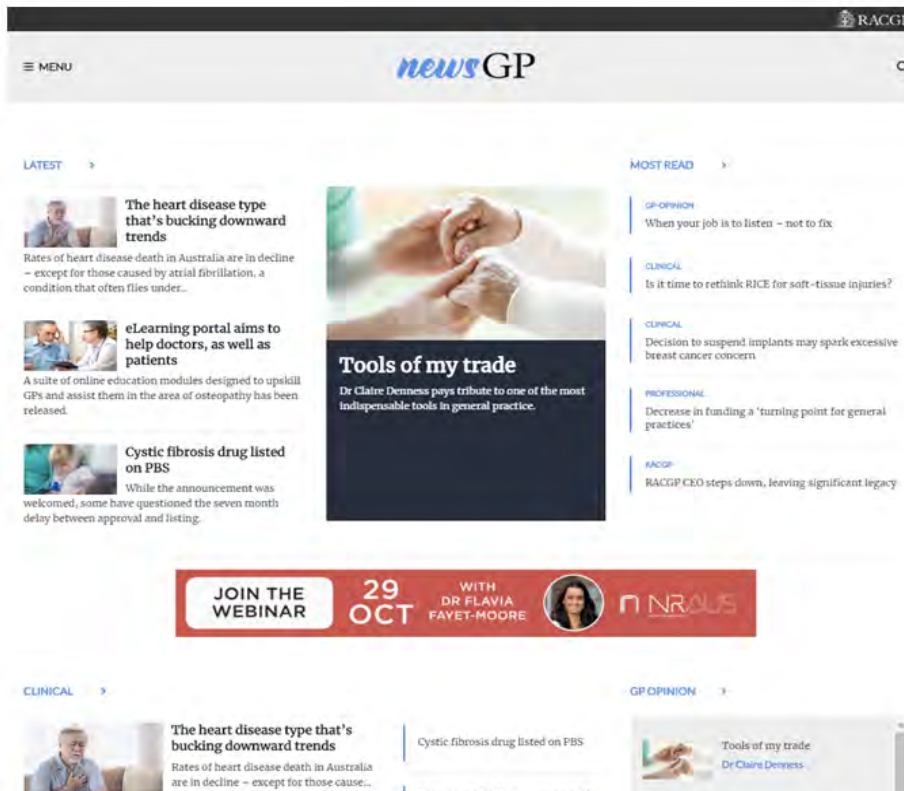 RACGP
≡ MENU
newsGP
LATEST >
The heart disease type
that's bucking downward
trends
Rates of heart disease death in Australia are in decline
– except for those caused by atrial fibrillation, a
condition that often flies under...
eLearning portal aims to
help doctors, as well as
patients
A suite of online education modules designed to upskill
GPs and assist them in the area of osteopathy has been
released.
Cystic fibrosis drug listed
on PBS
While the announcement was
welcomed, some have questioned the seven month
delay between approval and listing.
Tools of my trade
Dr Claire Denness pays tribute to one of the most
indispensable tools in general practice.
MOST READ >
GP OPINION
When your job is to listen – not to fix
CLINICAL
Is it time to rethink RICE for soft-tissue injuries?
CLINICAL
Decision to suspend implants may spark excessive
breast cancer concern
PROFESSIONAL
Decrease in funding a 'turning point for general
practices'
RACGP
RACGP CEO steps down, leaving significant legacy
JOIN THE
WEBINAR
29
OCT
WITH
DR FLAVIA
FAYET-MOORE
NRAUS
CLINICAL >
The heart disease type that's
bucking downward trends
Rates of heart disease death in Australia
are in decline – except for those cause...
Cystic fibrosis drug listed on PBS
GP OPINION >
Tools of my trade
Dr Claire Denness